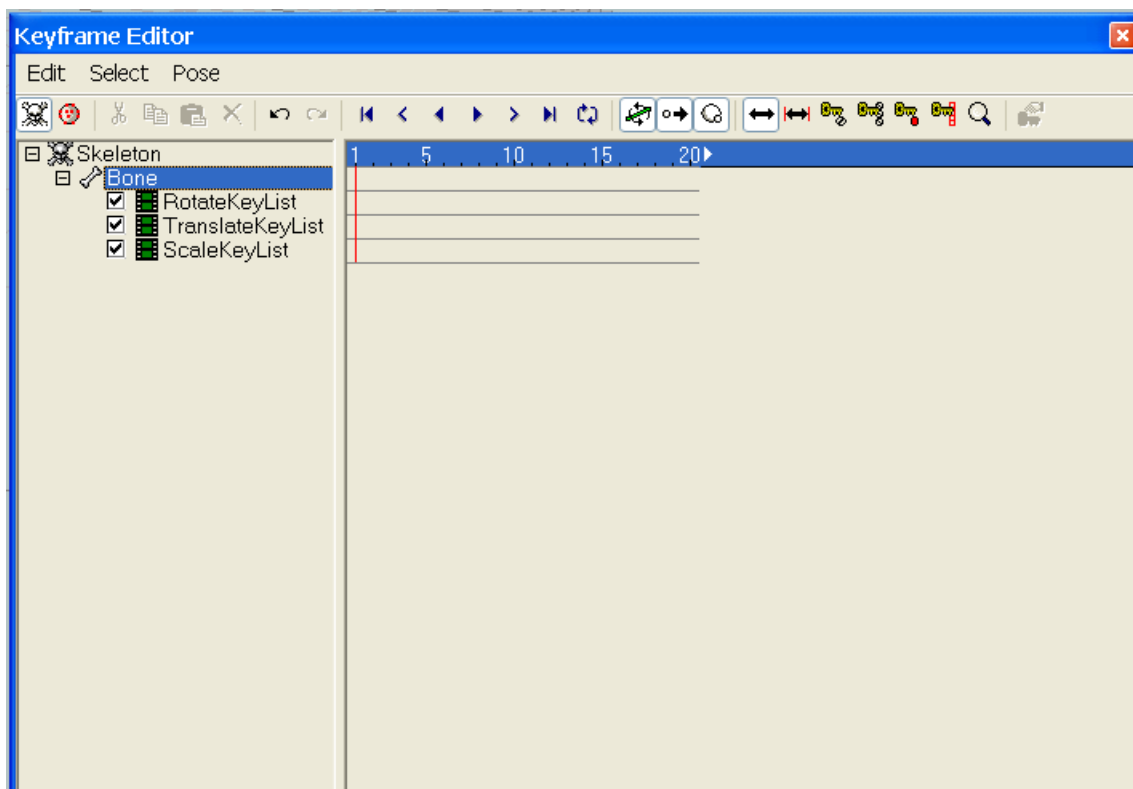 Keyframe Editor
Edit Select Pose
Skeleton
1 5 10 15 20
Bone
RotateKeyList
TranslateKeyList
ScaleKeyList